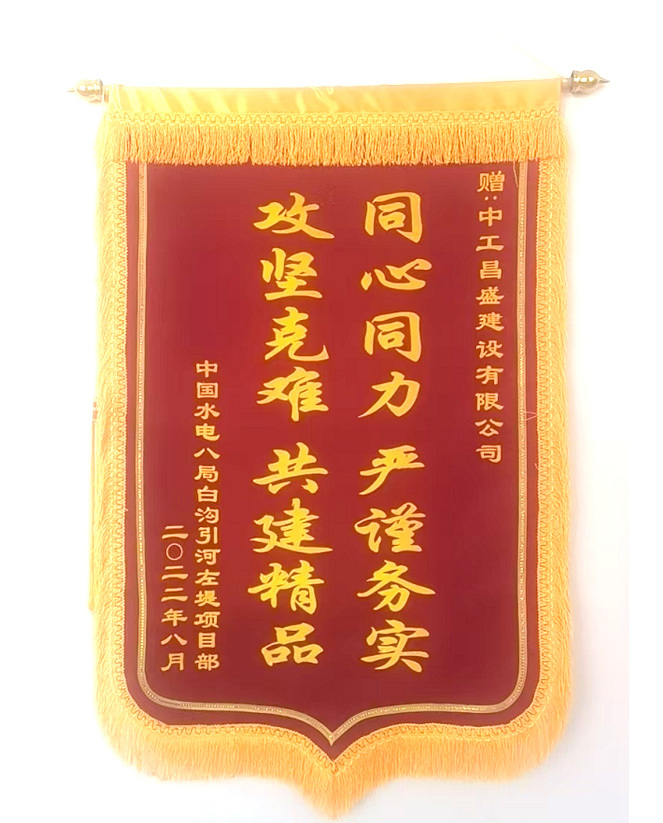 赠:中工昌盛建设有限公司
同心同力 严谨务实
攻坚克难 共建精品
中国水电八局白沟引河左堤项目部
二〇二二年八月